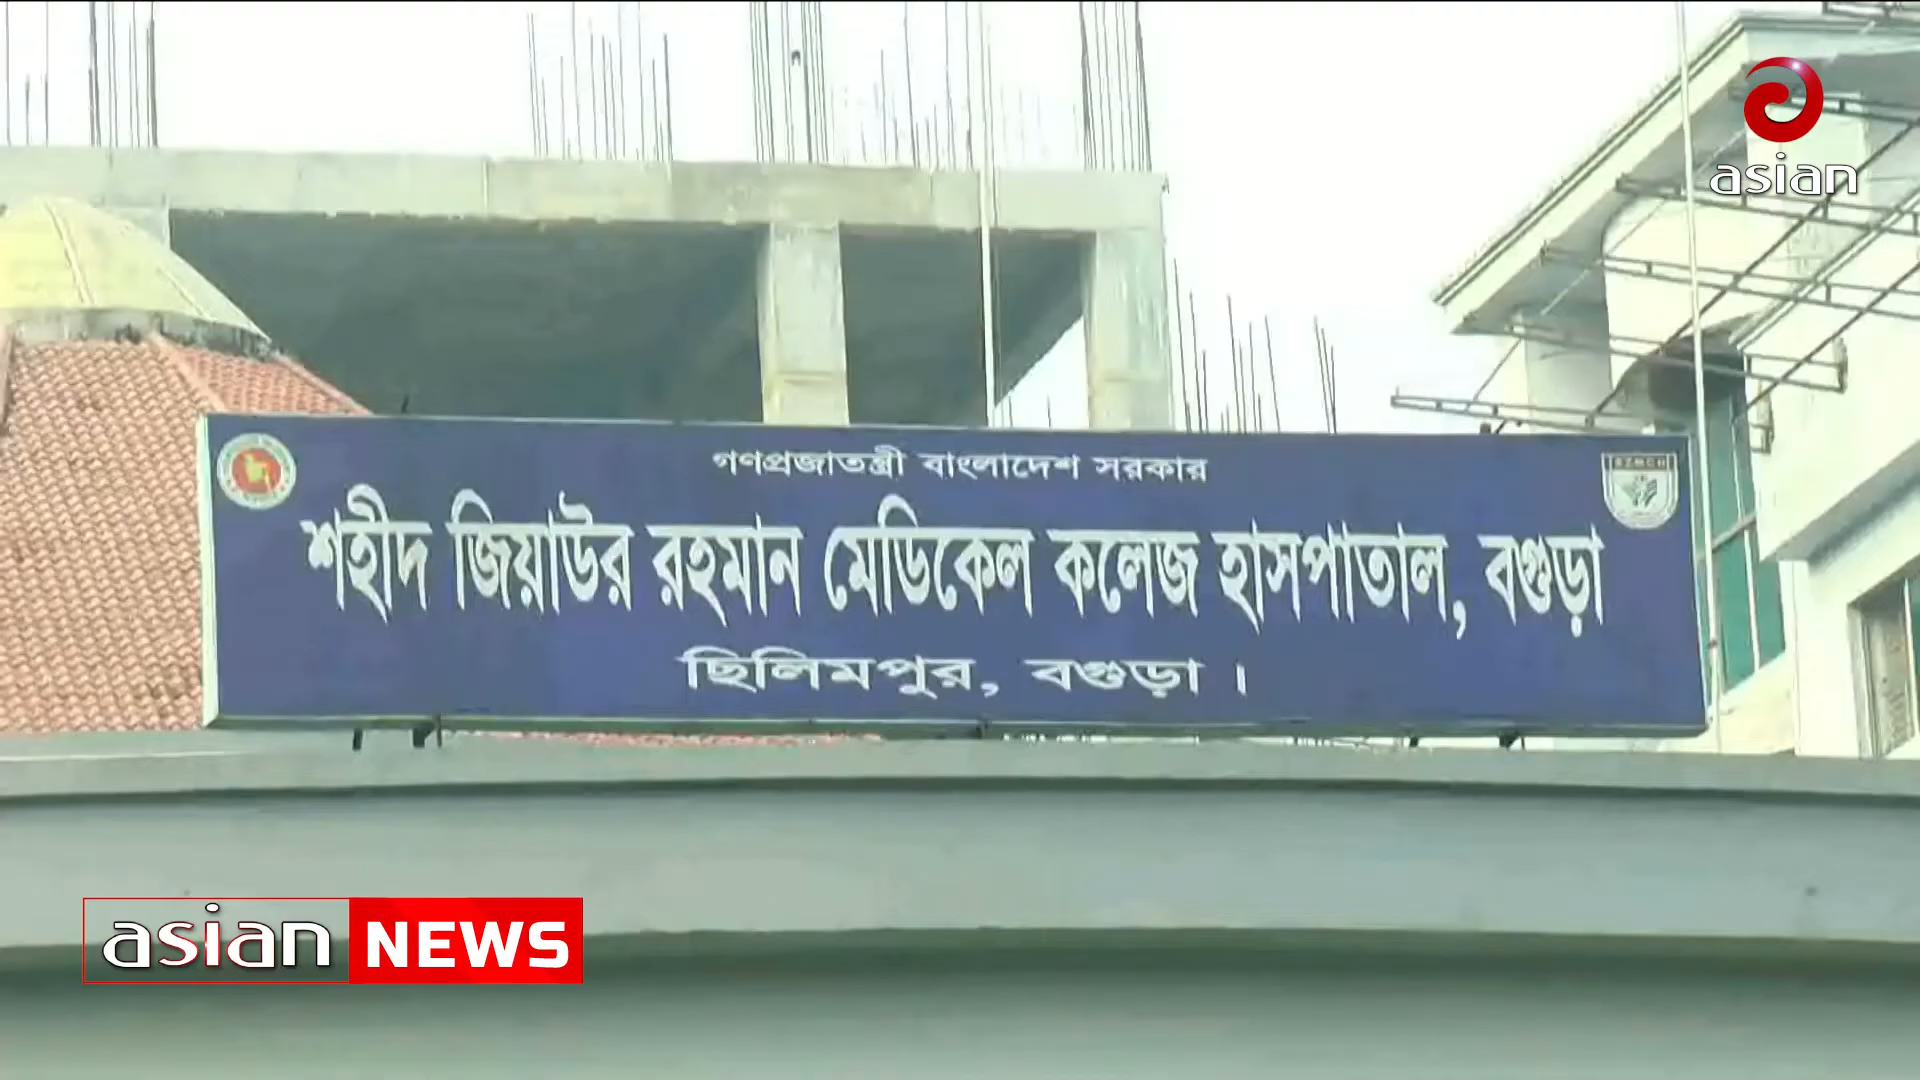 asian
গণপ্রজাতন্ত্রী বাংলাদেশ সরকার
শহীদ জিয়াউর রহমান মেডিকেল কলেজ হাসপাতাল, বগুড়া
ছিলিমপুর, বগুড়া ।
asian NEWS